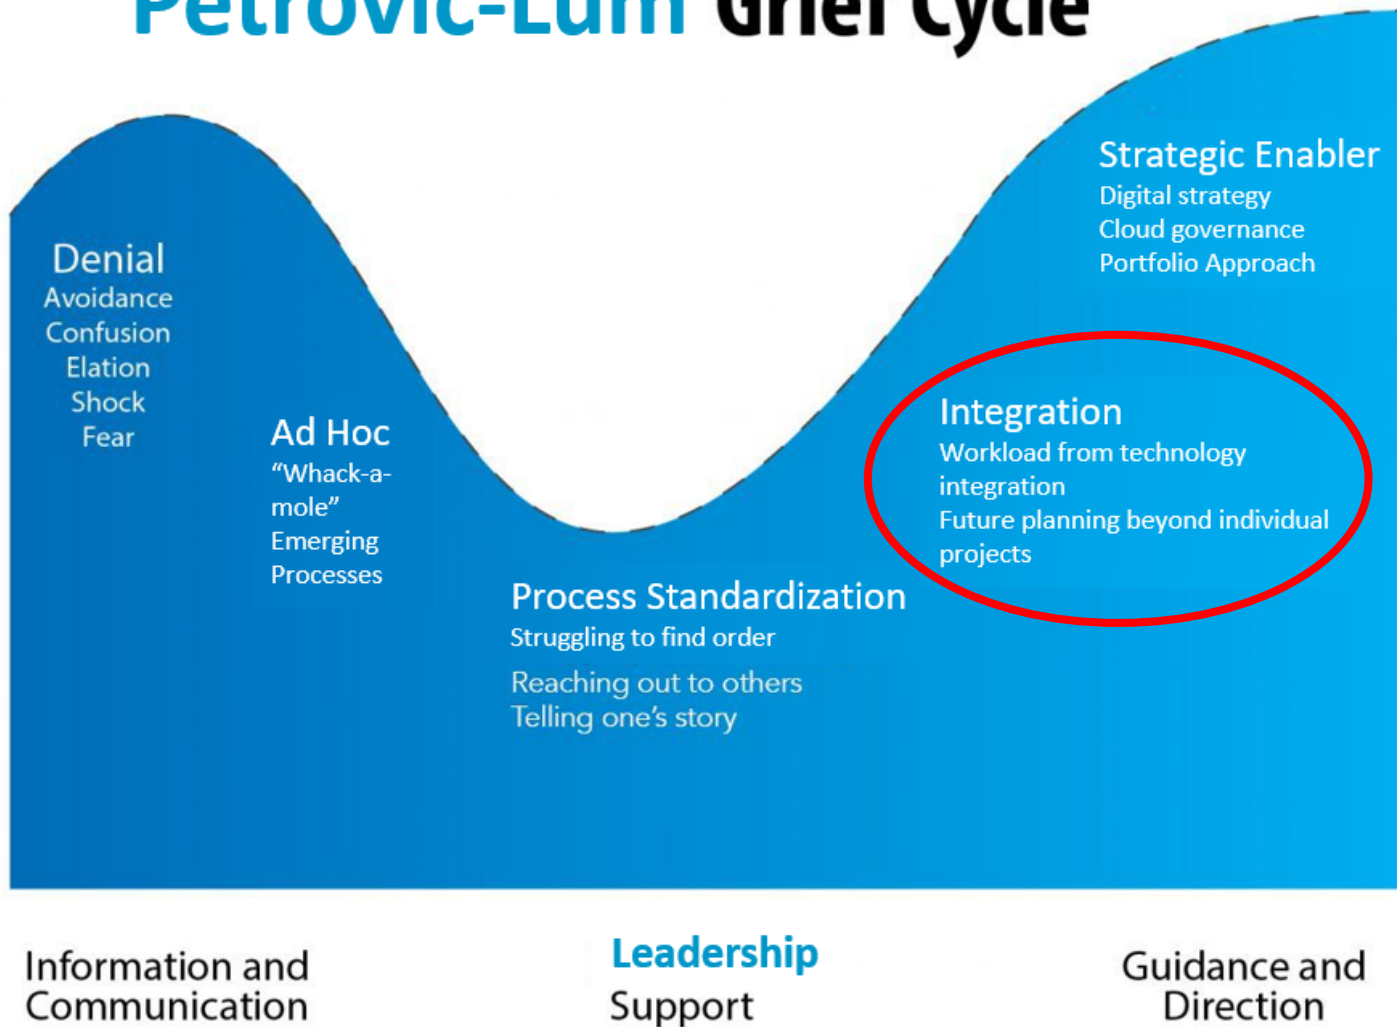 Petrovic-Lum Grief Cycle
Denial
Avoidance
Confusion
Elation
Shock
Fear
Ad Hoc
“Whack-a-
mole”
Emerging
Processes
Process Standardization
Struggling to find order
Reaching out to others
Telling one’s story
Integration
Workload from technology
integration
Future planning beyond individual
projects
Strategic Enabler
Digital strategy
Cloud governance
Portfolio Approach
Information and
Communication
Leadership
Support
Guidance and
Direction